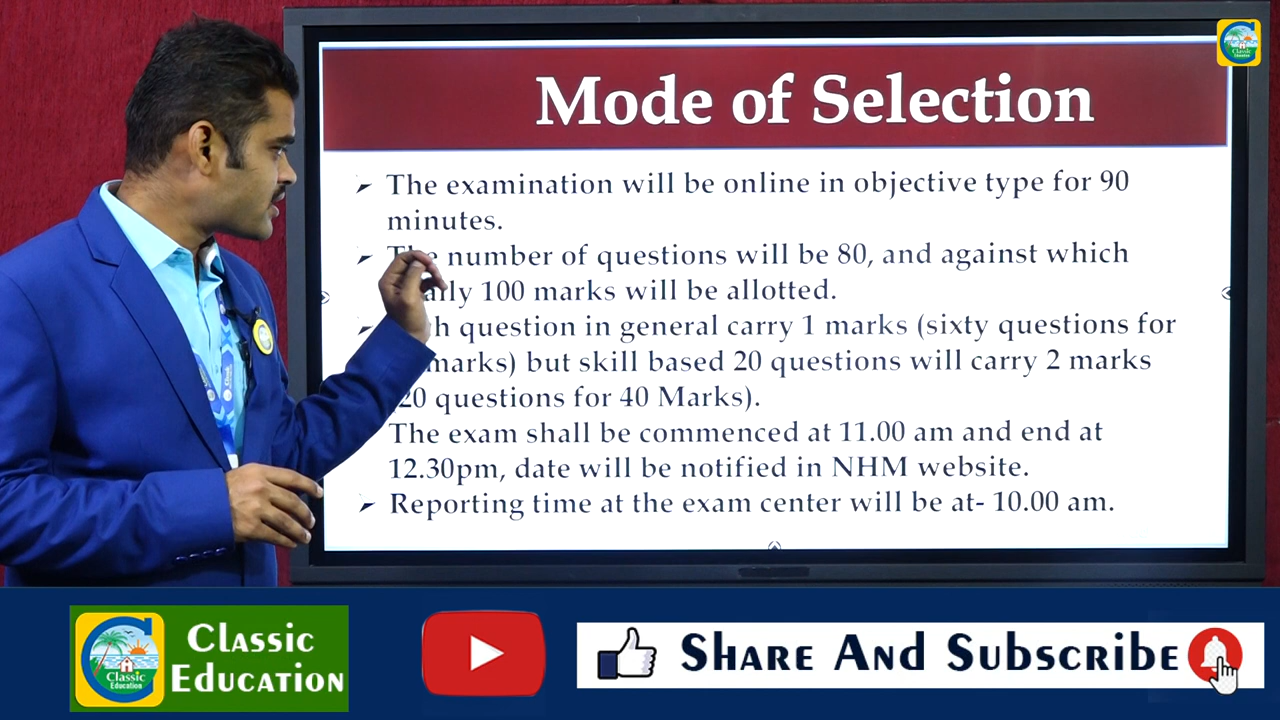 Mode of Selection
The examination will be online in objective type for 90
minutes.
number of questions will be 80, and against which
100 marks will be allotted.
question in general carry 1 marks (sixty questions for
marks) but skill based 20 questions will carry 2 marks
20 questions for 40 Marks).
The exam shall be commenced at 11.00 am and end at
12.30pm, date will be notified in NHM website.
Reporting time at the exam center will be at- 10.00 am.
Classic
Education
Classic
Education
Classic
Education
Share And Subscribe